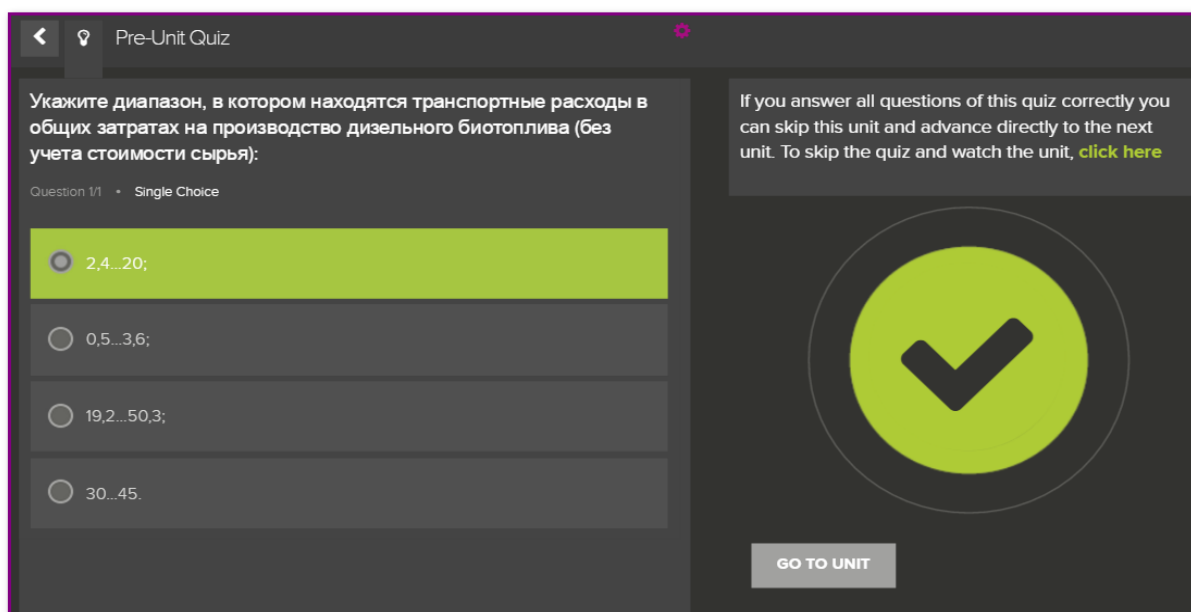 Pre-Unit Quiz
Укажите диапазон, в котором находятся транспортные расходы в
общих затратах на производство дизельного биотоплива (без
учета стоимости сырья):
Question 1/1 • Single Choice
2,4...20;
0,5...3,6;
19,2...50,3;
30...45.
If you answer all questions of this quiz correctly you
can skip this unit and advance directly to the next
unit. To skip the quiz and watch the unit, click here
GO TO UNIT